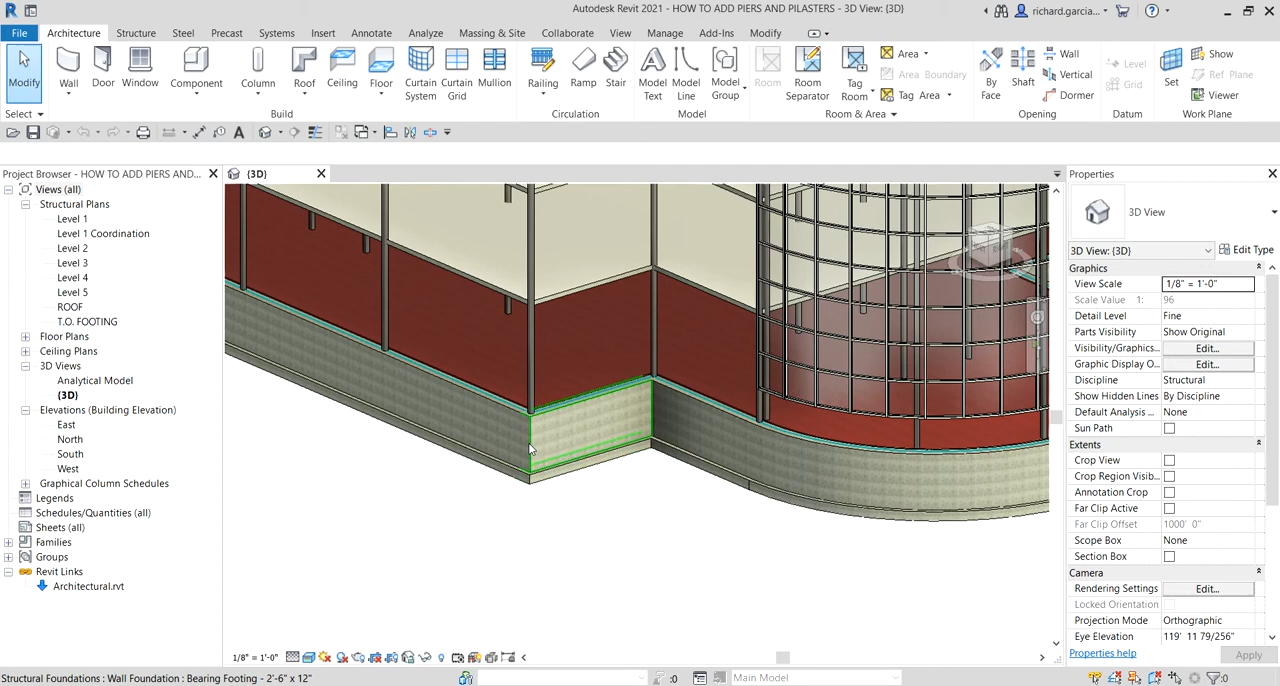 Autodesk Revit 2021 - HOW TO ADD PIERS AND PILASTERS - 3D View: {3D}
richard.garcia...
File Architecture Structure Steel Precast Systems Insert Annotate Analyze Massing & Site Collaborate View Manage Add-Ins Modify
Modify Wall Door Window Component Column Roof Ceiling Floor Curtain System Curtain Grid Mullion Railing Ramp Stair Model Text Model Line Model Group Room Room Separator Tag Room Area Area Boundary Tag Area By Face Shaft Wall Vertical Dormer Level Grid Set Show Ref Plane Viewer
Select Build Circulation Model Room & Area Opening Datum Work Plane
Project Browser - HOW TO ADD PIERS AND...
{3D}
Properties
Views (all)
Structural Plans
Level 1
Level 1 Coordination
Level 2
Level 3
Level 4
Level 5
ROOF
T.O. FOOTING
Floor Plans
Ceiling Plans
3D Views
Analytical Model
{3D}
Elevations (Building Elevation)
East
North
South
West
Graphical Column Schedules
Legends
Schedules/Quantities (all)
Sheets (all)
Families
Groups
Revit Links
Architectural.rvt
3D View
3D View: {3D} Edit Type
Graphics
View Scale 1/8" = 1'-0"
Scale Value 1: 96
Detail Level Fine
Parts Visibility Show Original
Visibility/Graphics... Edit...
Graphic Display O... Edit...
Discipline Structural
Show Hidden Lines By Discipline
Default Analysis ... None
Sun Path
Extents
Crop View
Crop Region Visib...
Annotation Crop
Far Clip Active
Far Clip Offset 1000' 0"
Scope Box None
Section Box
Camera
Rendering Settings Edit...
Locked Orientation
Projection Mode Orthographic
Eye Elevation 119' 11 79/256"
Properties help Apply
1/8" = 1'-0"
Structural Foundations : Wall Foundation : Bearing Footing - 2'-6" x 12" :0 Main Model :0